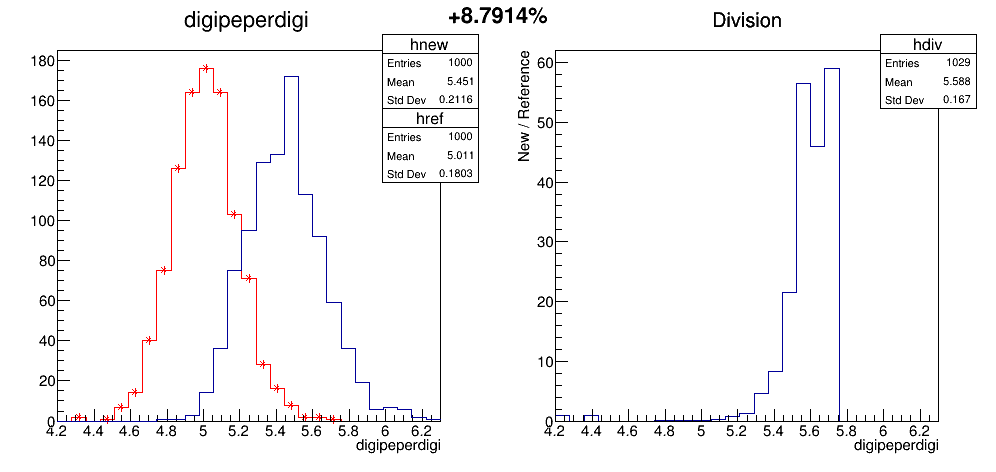 digipeperdigi
+8.7914%
Division
hnew
Entries 1000
Mean 5.451
Std Dev 0.2116
href
Entries 1000
Mean 5.011
Std Dev 0.1803
180
160
140
120
100
80
60
40
20
0
4.2 4.4 4.6 4.8 5 5.2 5.4 5.6 5.8 6 6.2
digipeperdigi
hdiv
Entries 1029
Mean 5.588
Std Dev 0.167
New / Reference
60
50
40
30
20
10
0
4.2 4.4 4.6 4.8 5 5.2 5.4 5.6 5.8 6 6.2
digipeperdigi